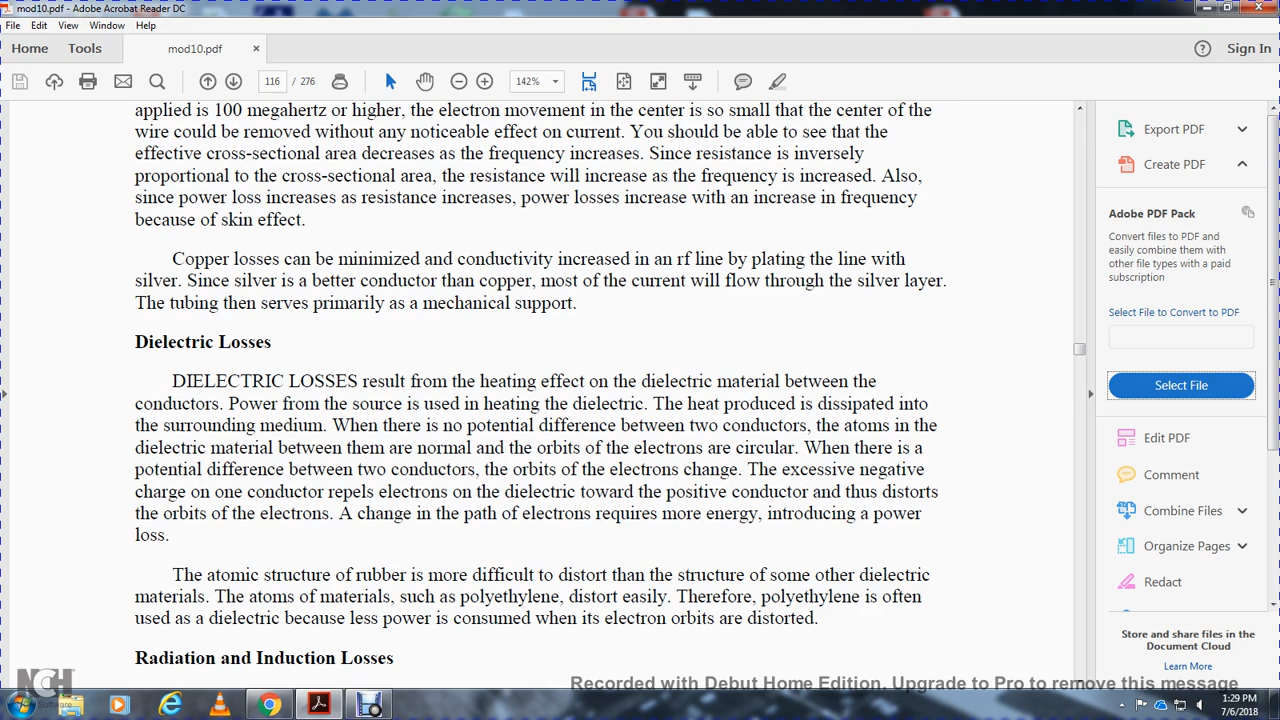 mod10.pdf - Adobe Acrobat Reader DC
File Edit View Window Help
Home Tools mod10.pdf × Sign In
116 / 276 142%
applied is 100 megahertz or higher, the electron movement in the center is so small that the center of the
wire could be removed without any noticeable effect on current. You should be able to see that the
effective cross-sectional area decreases as the frequency increases. Since resistance is inversely
proportional to the cross-sectional area, the resistance will increase as the frequency is increased. Also,
since power loss increases as resistance increases, power losses increase with an increase in frequency
because of skin effect.
Copper losses can be minimized and conductivity increased in an rf line by plating the line with
silver. Since silver is a better conductor than copper, most of the current will flow through the silver layer.
The tubing then serves primarily as a mechanical support.
Dielectric Losses
DIELECTRIC LOSSES result from the heating effect on the dielectric material between the
conductors. Power from the source is used in heating the dielectric. The heat produced is dissipated into
the surrounding medium. When there is no potential difference between two conductors, the atoms in the
dielectric material between them are normal and the orbits of the electrons are circular. When there is a
potential difference between two conductors, the orbits of the electrons change. The excessive negative
charge on one conductor repels electrons on the dielectric toward the positive conductor and thus distorts
the orbits of the electrons. A change in the path of electrons requires more energy, introducing a power
loss.
The atomic structure of rubber is more difficult to distort than the structure of some other dielectric
materials. The atoms of materials, such as polyethylene, distort easily. Therefore, polyethylene is often
used as a dielectric because less power is consumed when its electron orbits are distorted.
Radiation and Induction Losses
Export PDF
Create PDF
Adobe PDF Pack
Convert files to PDF and
easily combine them with
other file types with a paid
subscription
Select File to Convert to PDF
Select File
Edit PDF
Comment
Combine Files
Organize Pages
Redact
Store and share files in the
Document Cloud
Learn More
NCH Software
Recorded with Debut Home Edition. Upgrade to Pro to remove this message
1:29 PM
7/6/2018